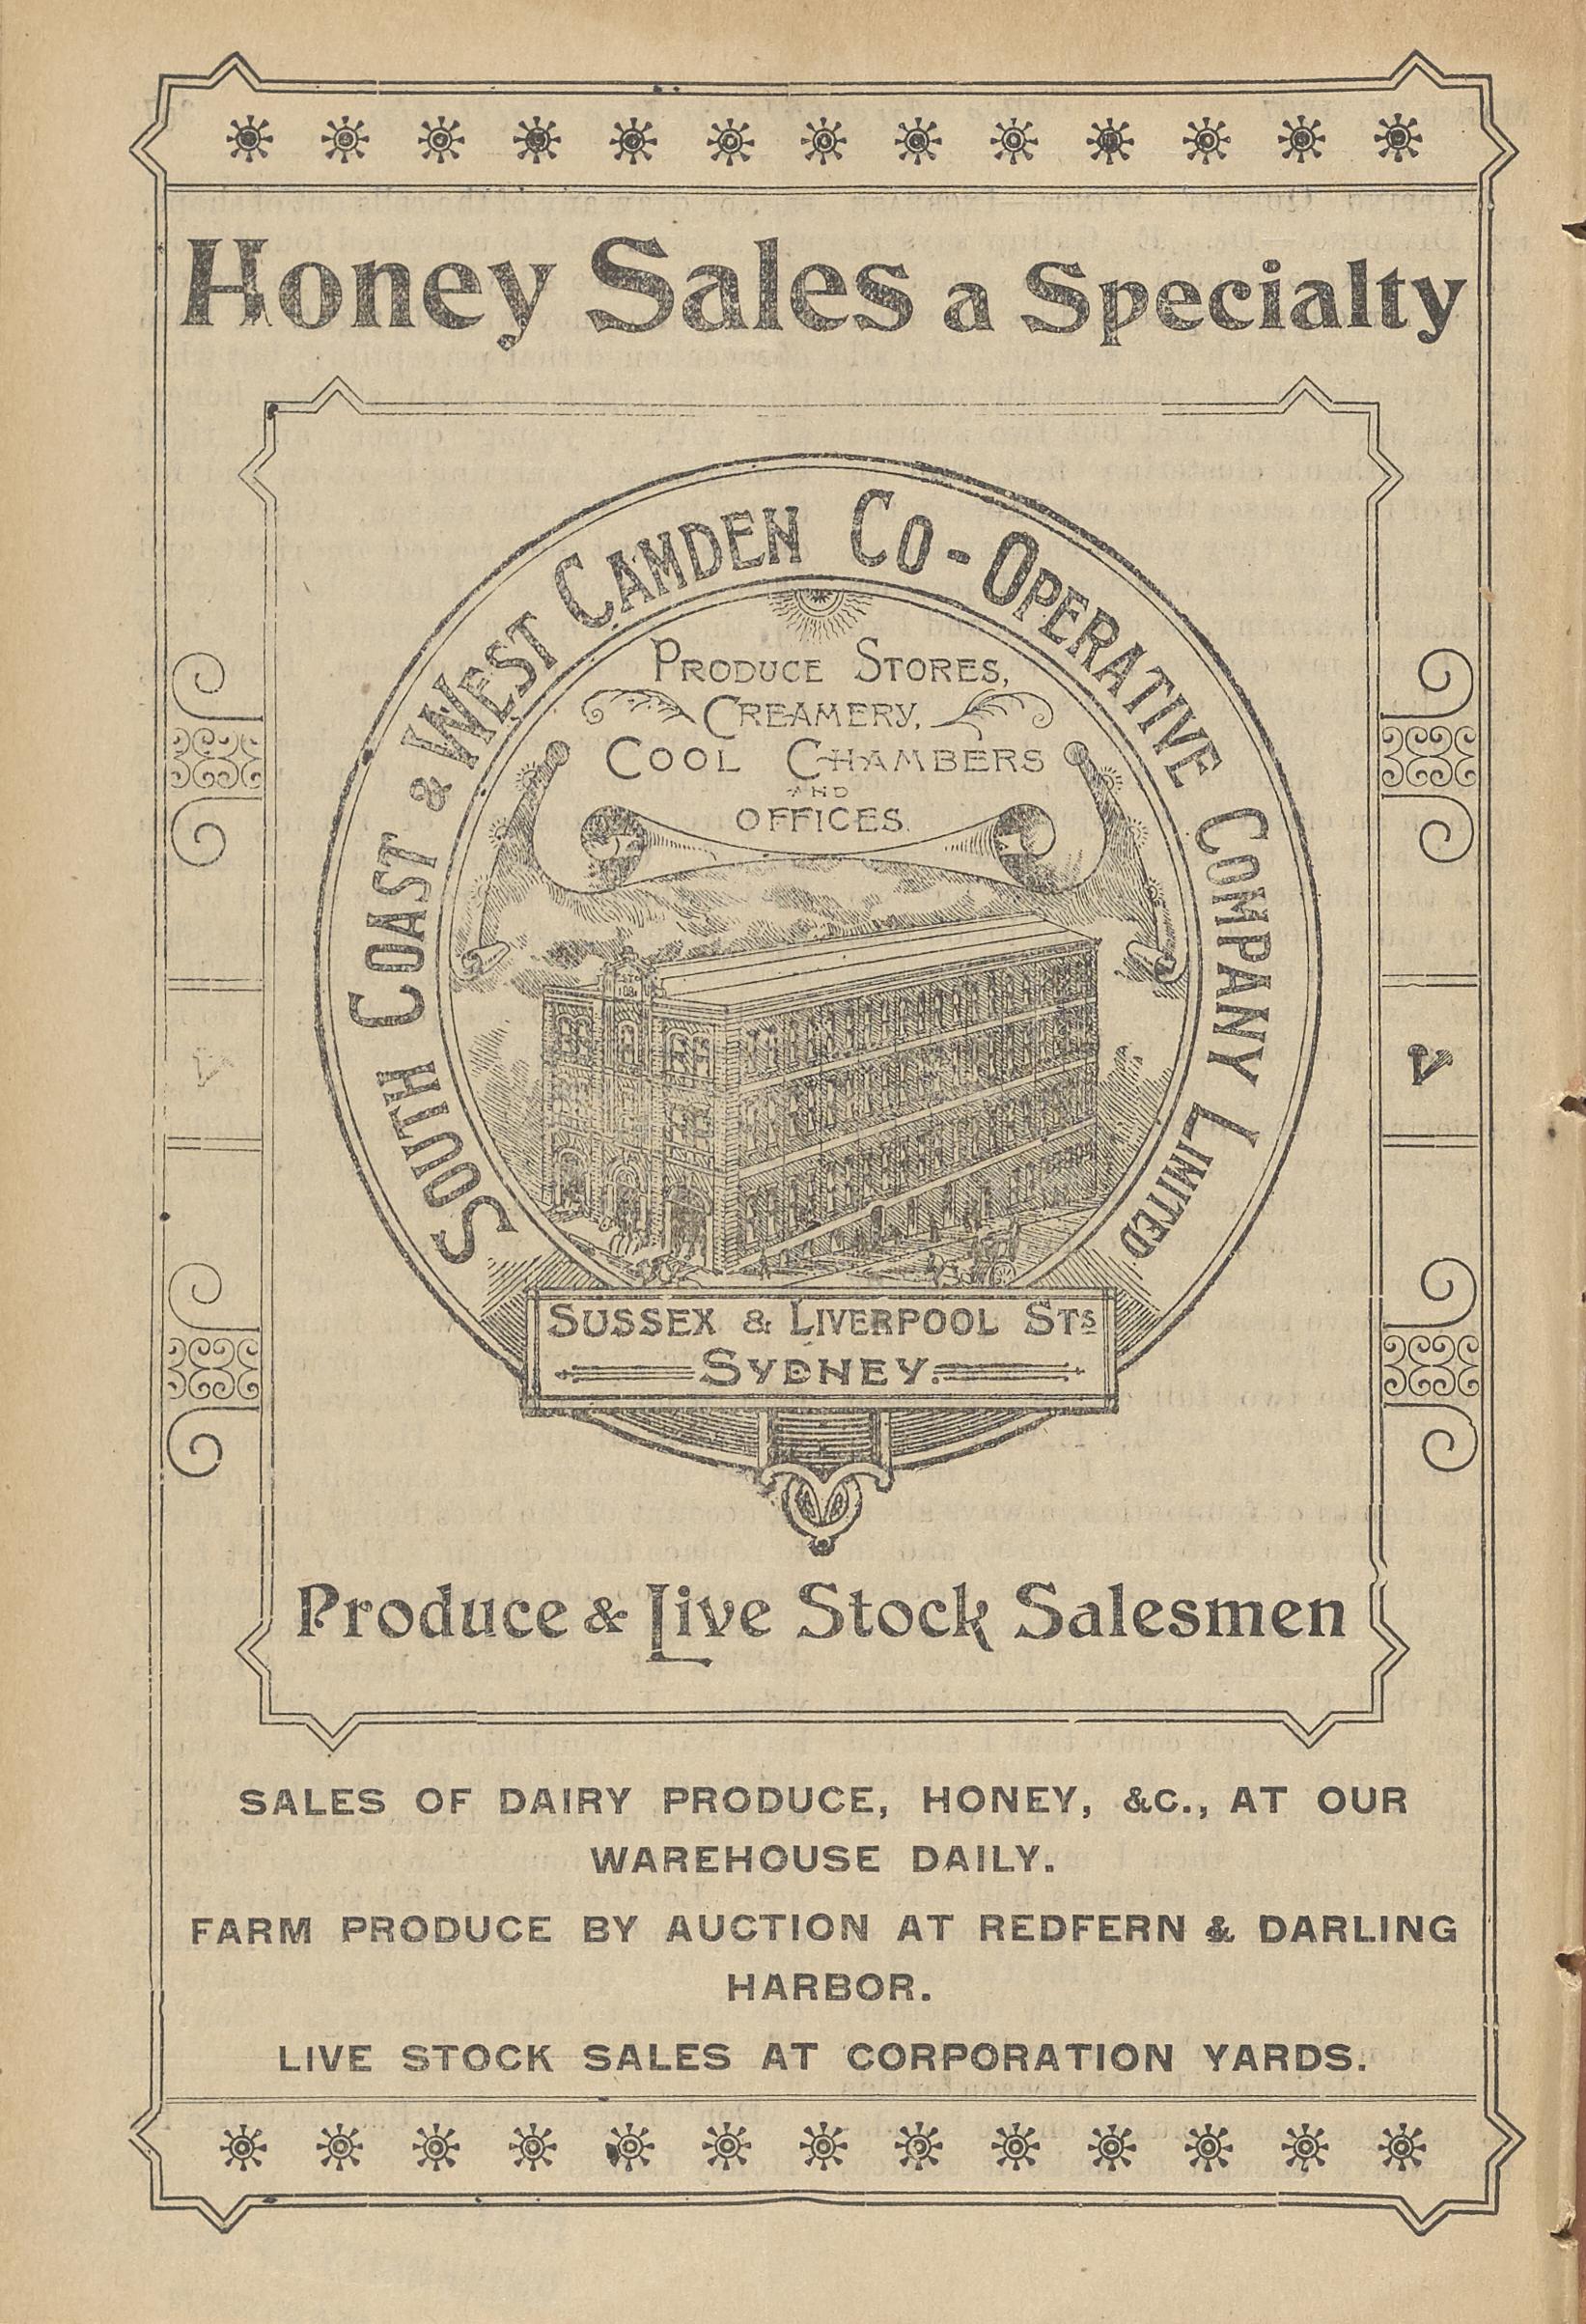 Honey Sales a Specialty
South Coast & West Camden Co-Operative Company Limited
Produce Stores,
Creamery,
Cool Chambers
AND
OFFICES.
Sussex & Liverpool Sts
Sydney.
Produce & Live Stock Salesmen
SALES OF DAIRY PRODUCE, HONEY, &C., AT OUR
WAREHOUSE DAILY.
FARM PRODUCE BY AUCTION AT REDFERN & DARLING
HARBOR.
LIVE STOCK SALES AT CORPORATION YARDS.